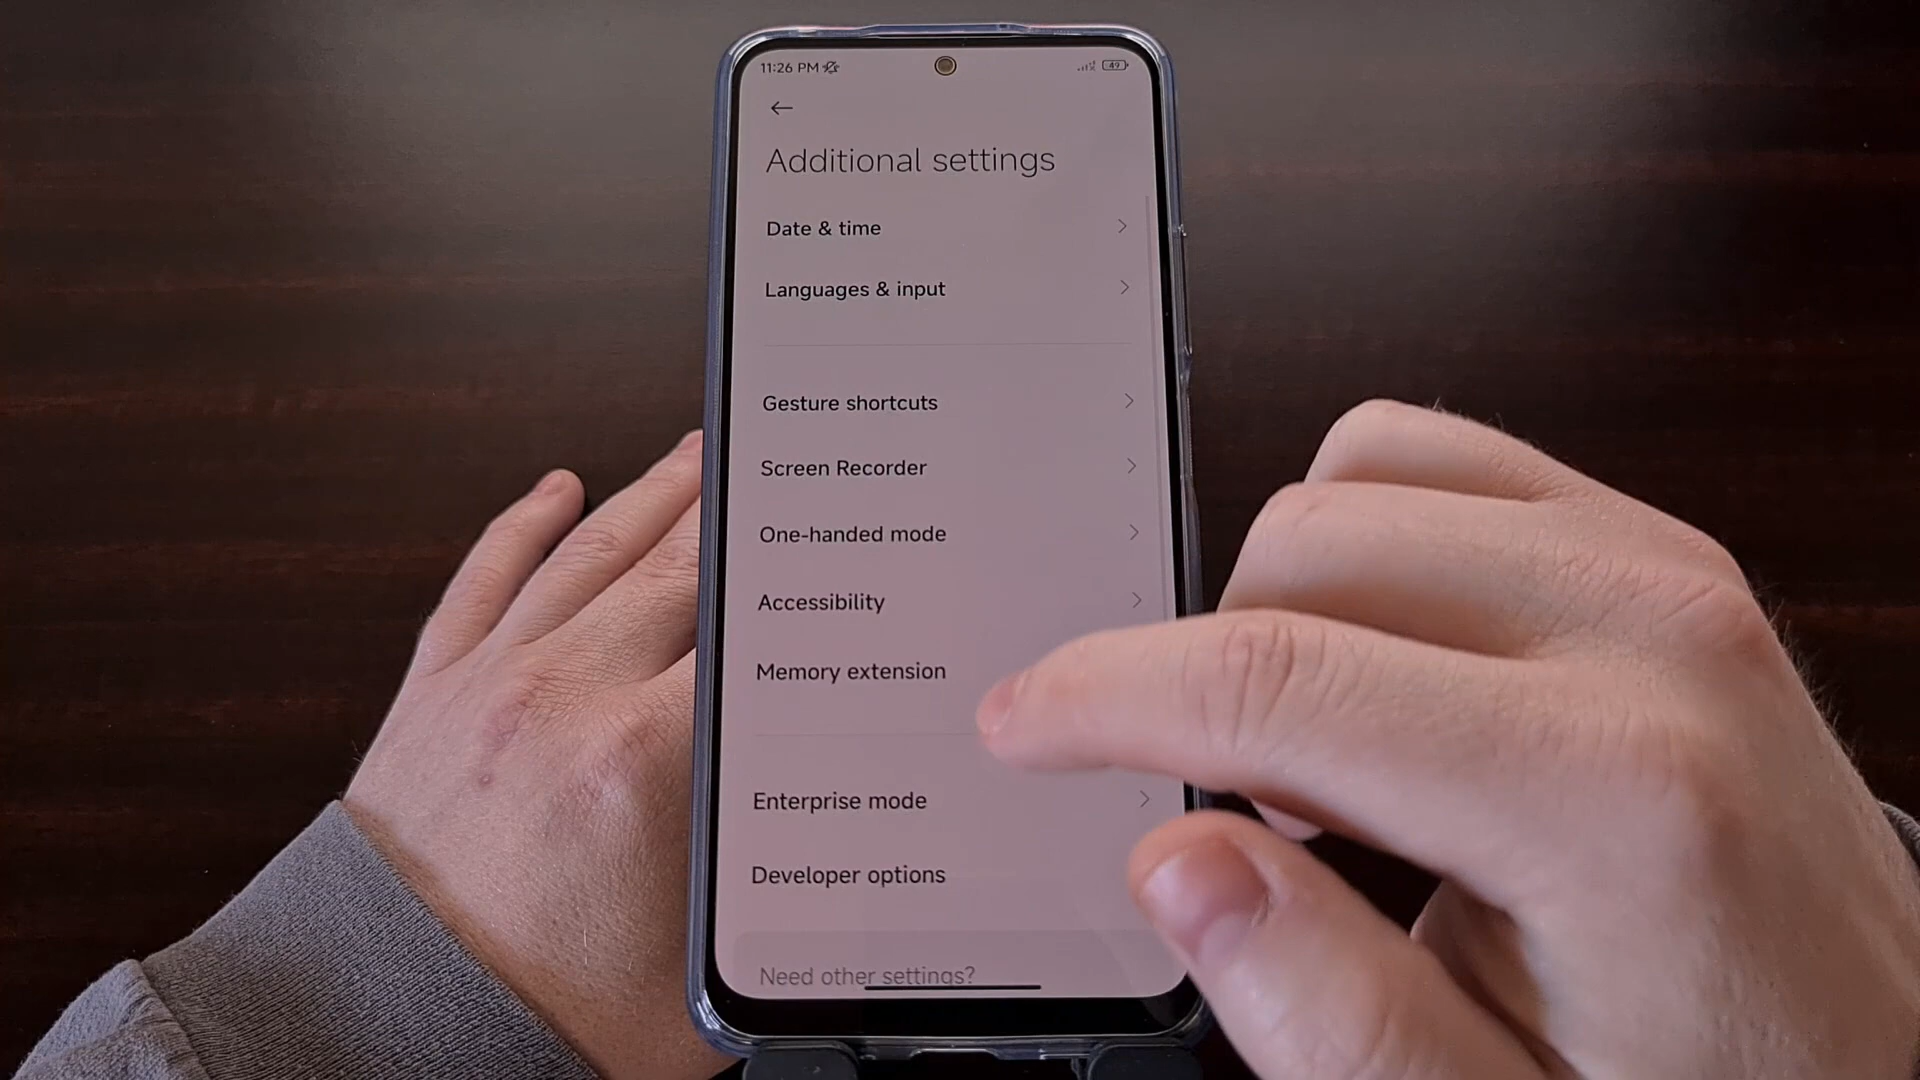 11:26 PM
49
Additional settings
Date & time
Languages & input
Gesture shortcuts
Screen Recorder
One-handed mode
Accessibility
Memory extension
Enterprise mode
Developer options
Need other settings?